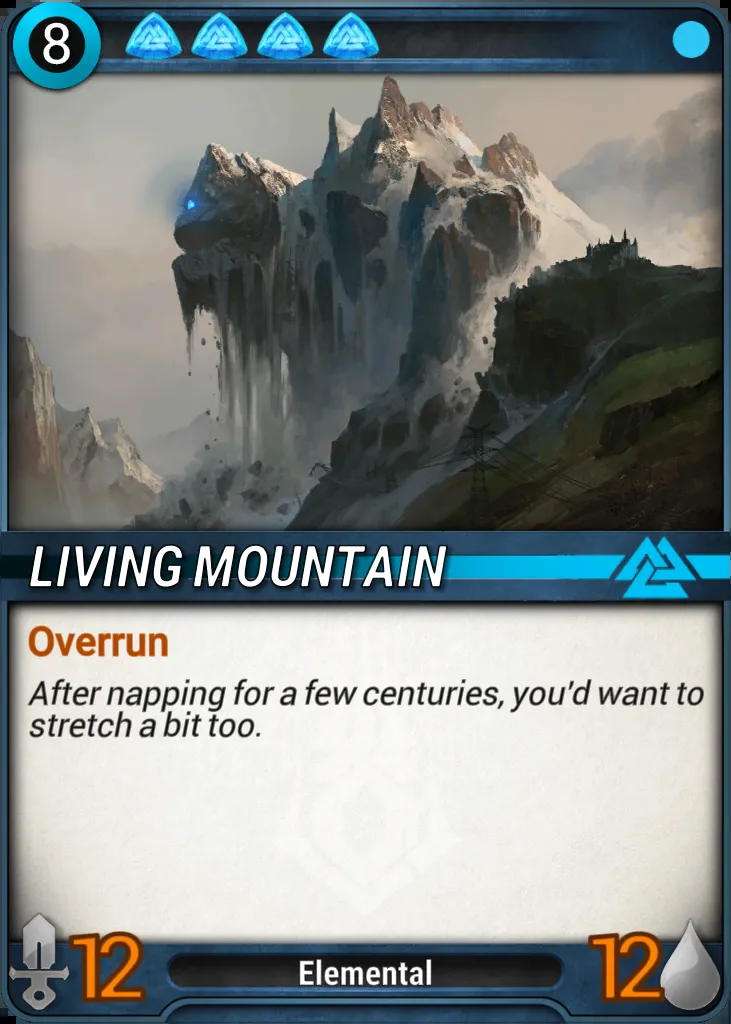 8
LIVING MOUNTAIN
Overrun
After napping for a few centuries, you'd want to
stretch a bit too.
12
Elemental
12